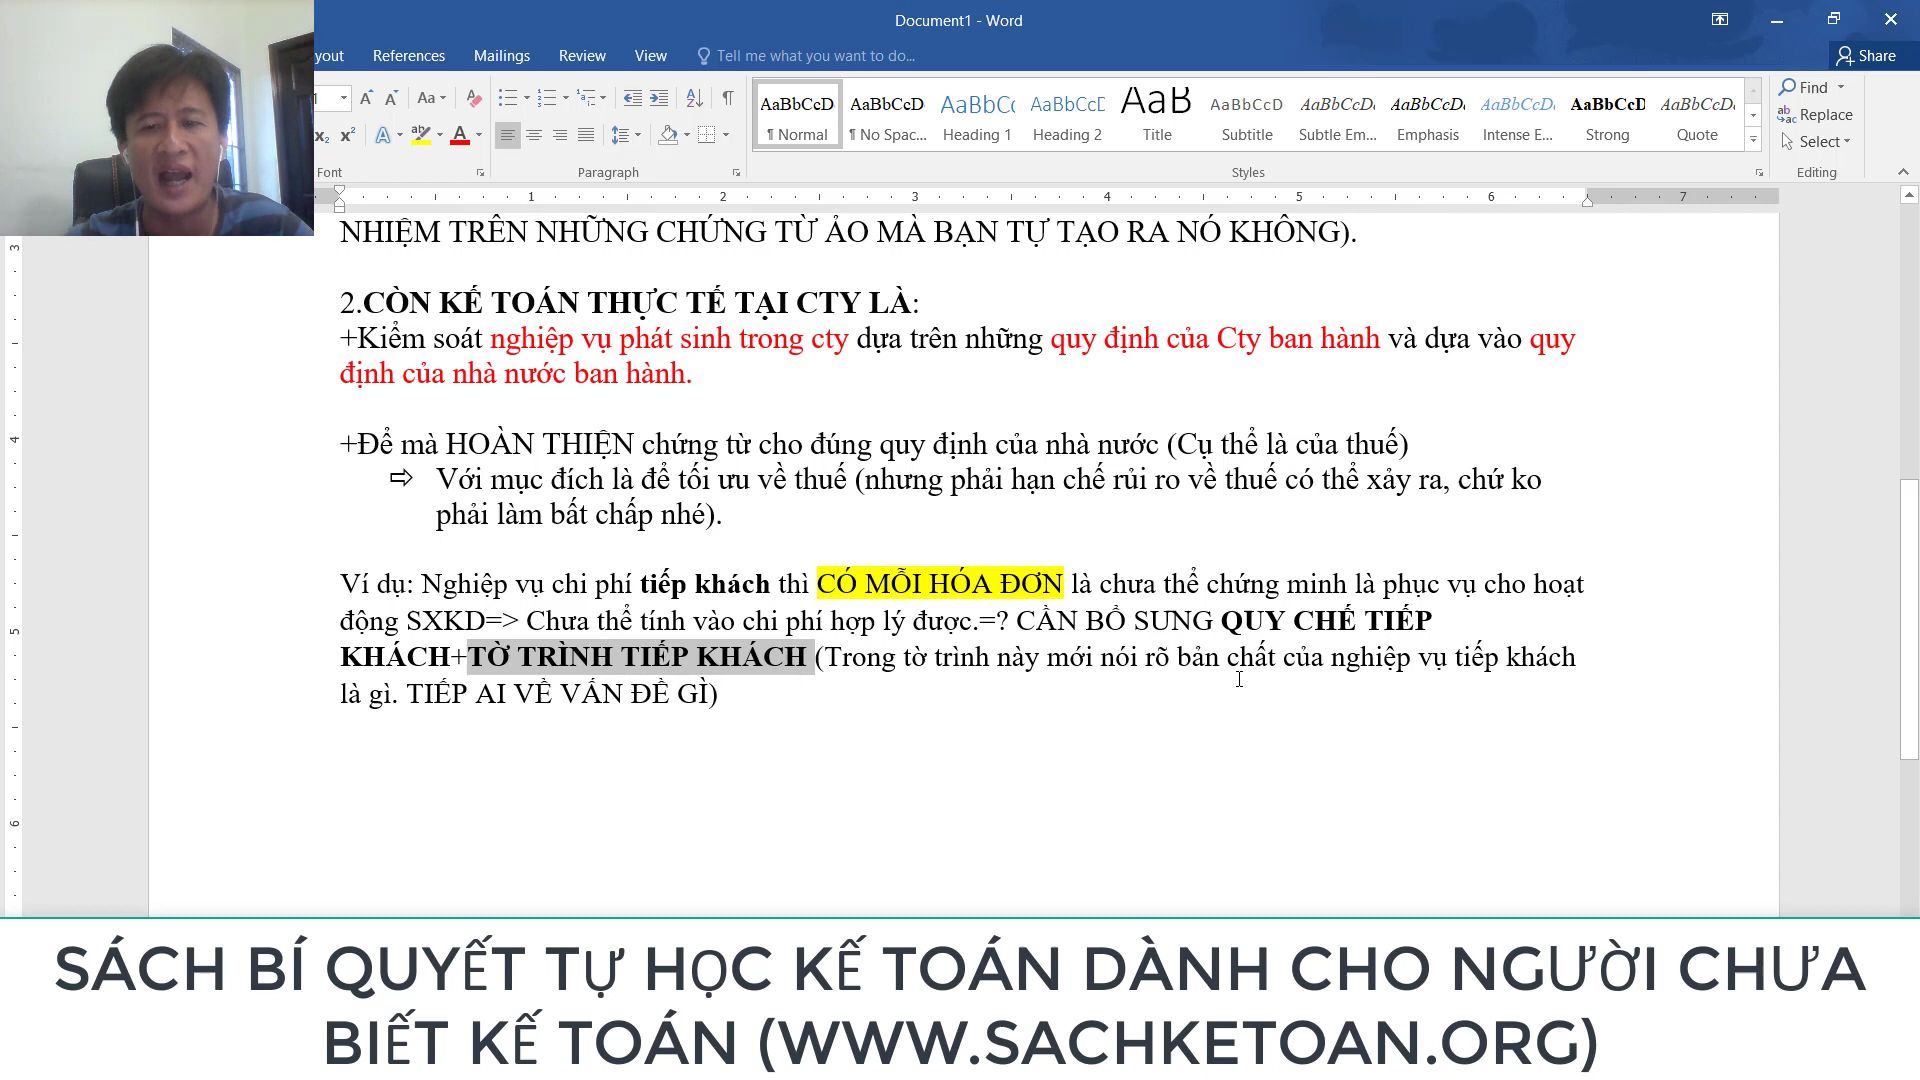 Document1 - Word
yout References Mailings Review View Tell me what you want to do... Share
Aa
AaBbCcD AaBbCcD AaBbC AaBbCcD AaB AaBbCcD AaBbCcD AaBbCcD AaBbCcD AaBbCcD AaBbCcD
¶ Normal ¶ No Spac... Heading 1 Heading 2 Title Subtitle Subtle Em... Emphasis Intense E... Strong Quote
Find
Replace
Select
Font Paragraph Styles Editing
1 2 3 4 5 6 7
NHIỆM TRÊN NHỮNG CHỨNG TỪ ẢO MÀ BẠN TỰ TẠO RA NÓ KHÔNG).
2.CÒN KẾ TOÁN THỰC TẾ TẠI CTY LÀ:
+Kiểm soát nghiệp vụ phát sinh trong cty dựa trên những quy định của Cty ban hành và dựa vào quy
định của nhà nước ban hành.
+Để mà HOÀN THIỆN chứng từ cho đúng quy định của nhà nước (Cụ thể là của thuế)
⇨ Với mục đích là để tối ưu về thuế (nhưng phải hạn chế rủi ro về thuế có thể xảy ra, chứ ko
phải làm bất chấp nhé).
Ví dụ: Nghiệp vụ chi phí tiếp khách thì CÓ MỖI HÓA ĐƠN là chưa thể chứng minh là phục vụ cho hoạt
động SXKD=> Chưa thể tính vào chi phí hợp lý được.=? CẦN BỔ SƯNG QUY CHẾ TIẾP
KHÁCH+TỜ TRÌNH TIẾP KHÁCH (Trong tờ trình này mới nói rõ bản chất của nghiệp vụ tiếp khách
là gì. TIẾP AI VỀ VẤN ĐỀ GÌ)
SÁCH BÍ QUYẾT TỰ HỌC KẾ TOÁN DÀNH CHO NGƯỜI CHƯA
BIẾT KẾ TOÁN (WWW.SACHKETOAN.ORG)